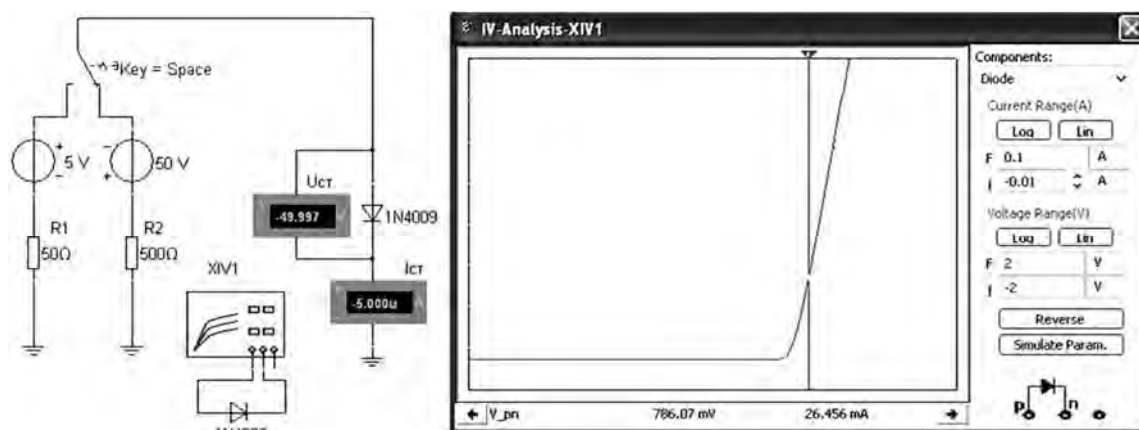 Key = Space
+
5 V
-
-
50 V
+
R1
50Ω
R2
500Ω
Uст
-49.997
1N4009
Iст
-5.000u
XIV1
IV-Analysis-XIV1
Components:
Diode
Current Range(A)
Log Lin
F 0.1 A
I -0.01 A
Voltage Range(V)
Log Lin
F 2 V
I -2 V
Reverse
Simulate Param.
p n
V_pn 786.07 mV 26.456 mA